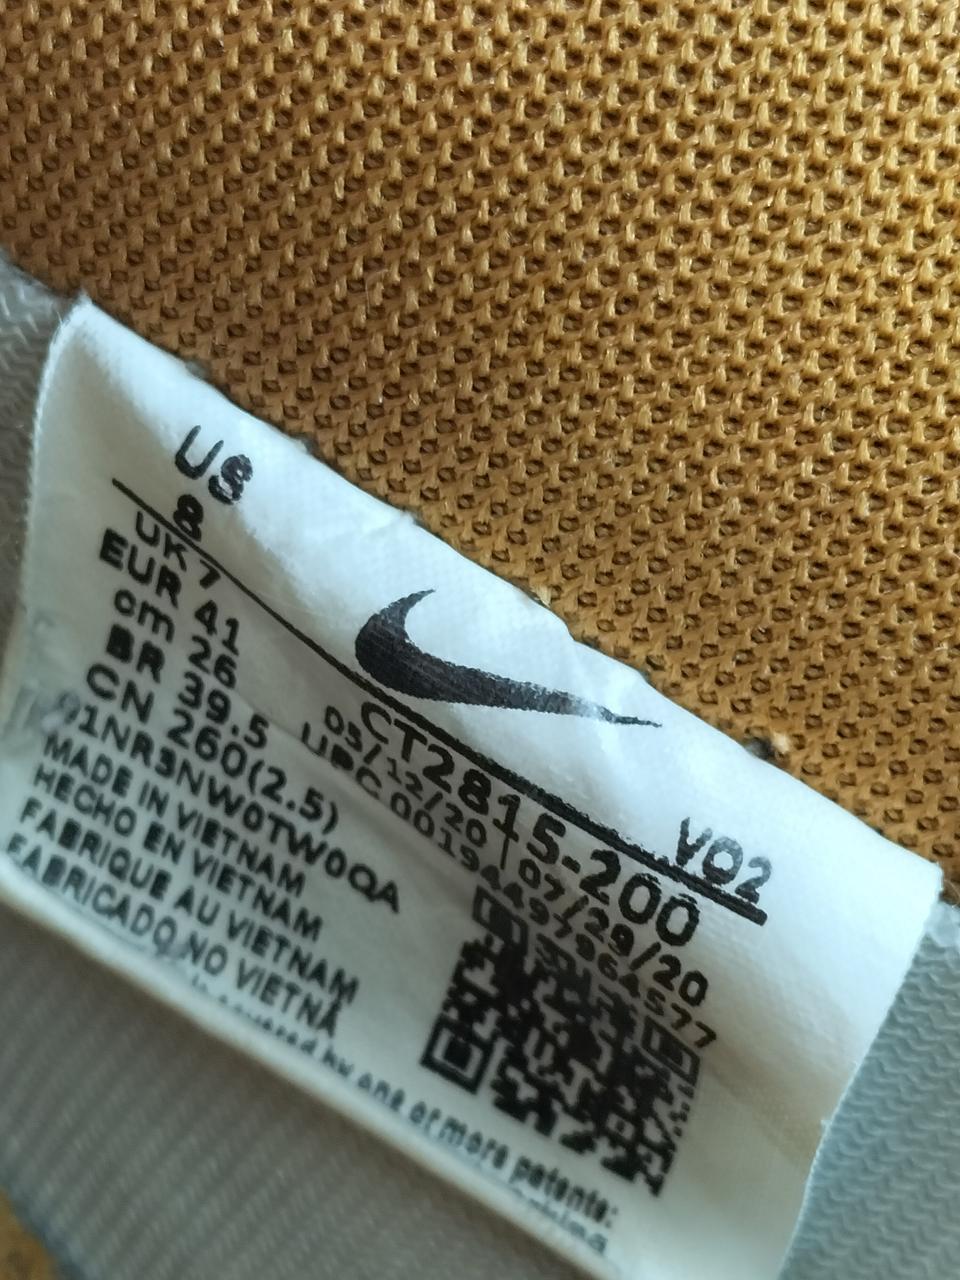 US
8
VO2
UK 7
EUR 41
cm 26
BR 39.5
CN 260(2.5)
91NR3NW0TW0QA
MADE IN VIETNAM
HECHO EN VIETNAM
FABRIQUE AU VIETNAM
FABRICADO NO VIETNÃ
CT2815-200
05/12/20 07/29/20
UPC 00194497964577
covered by one or more patents: